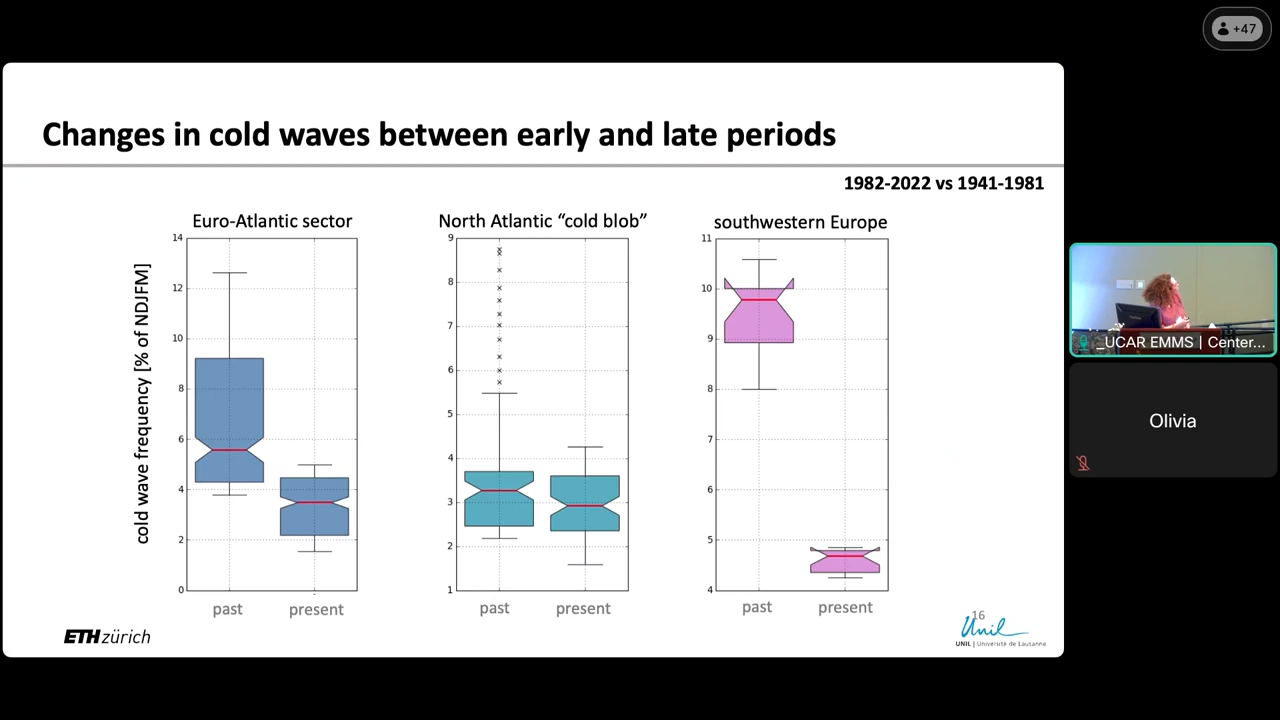 +47
Changes in cold waves between early and late periods
1982-2022 vs 1941-1981
Euro-Atlantic sector
North Atlantic “cold blob”
southwestern Europe
cold wave frequency [% of NDJFM]
14
12
10
8
6
4
2
0
past
present
9
8
7
6
5
4
3
2
1
past
present
11
10
9
8
7
6
5
4
past
present
ETH zürich
16
Unil
UNIL | Université de Lausanne
_UCAR EMMS | Center...
Olivia